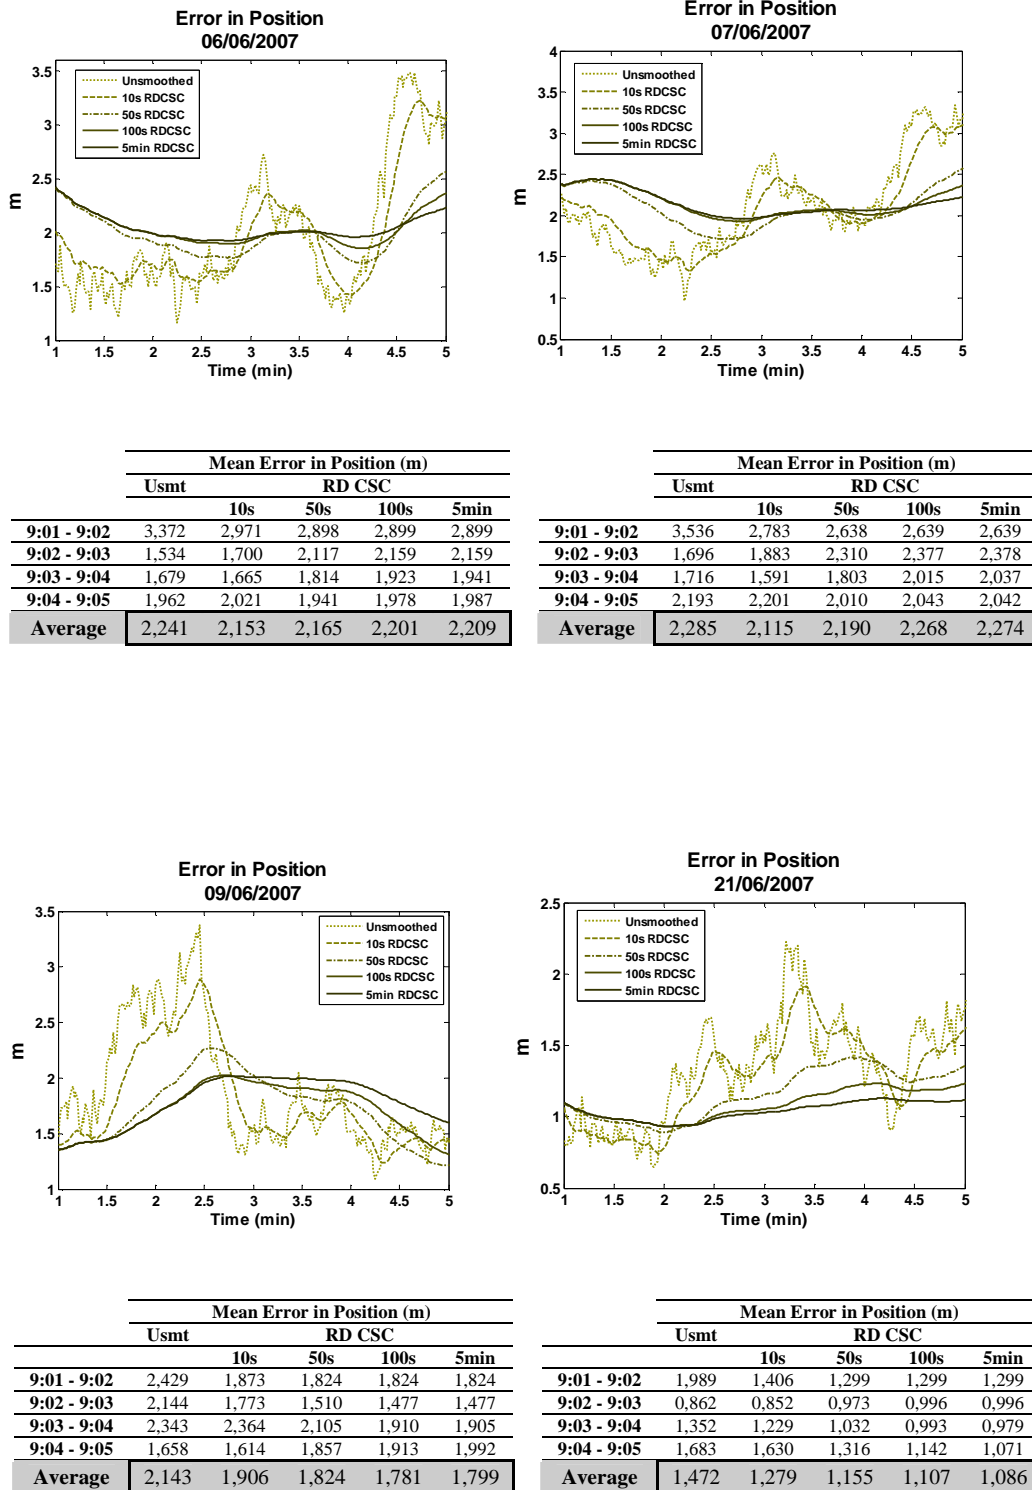 Error in Position
06/06/2007
3.5
3
2.5
2
1.5
1
m
Unsmoothed
10s RDCSC
50s RDCSC
100s RDCSC
5min RDCSC
1 1.5 2 2.5 3 3.5 4 4.5 5
Time (min)
Error in Position
07/06/2007
4
3.5
3
2.5
2
1.5
1
0.5
m
Unsmoothed
10s RDCSC
50s RDCSC
100s RDCSC
5min RDCSC
1 1.5 2 2.5 3 3.5 4 4.5 5
Time (min)
Mean Error in Position (m)
Usmt RD CSC
10s 50s 100s 5min
9:01 - 9:02 3,372 2,971 2,898 2,899 2,899
9:02 - 9:03 1,534 1,700 2,117 2,159 2,159
9:03 - 9:04 1,679 1,665 1,814 1,923 1,941
9:04 - 9:05 1,962 2,021 1,941 1,978 1,987
Average 2,241 2,153 2,165 2,201 2,209
Mean Error in Position (m)
Usmt RD CSC
10s 50s 100s 5min
9:01 - 9:02 3,536 2,783 2,638 2,639 2,639
9:02 - 9:03 1,696 1,883 2,310 2,377 2,378
9:03 - 9:04 1,716 1,591 1,803 2,015 2,037
9:04 - 9:05 2,193 2,201 2,010 2,043 2,042
Average 2,285 2,115 2,190 2,268 2,274
Error in Position
09/06/2007
3.5
3
2.5
2
1.5
1
m
Unsmoothed
10s RDCSC
50s RDCSC
100s RDCSC
5min RDCSC
1 1.5 2 2.5 3 3.5 4 4.5 5
Time (min)
Error in Position
21/06/2007
2.5
2
1.5
1
0.5
m
Unsmoothed
10s RDCSC
50s RDCSC
100s RDCSC
5min RDCSC
1 1.5 2 2.5 3 3.5 4 4.5 5
Time (min)
Mean Error in Position (m)
Usmt RD CSC
10s 50s 100s 5min
9:01 - 9:02 2,429 1,873 1,824 1,824 1,824
9:02 - 9:03 2,144 1,773 1,510 1,477 1,477
9:03 - 9:04 2,343 2,364 2,105 1,910 1,905
9:04 - 9:05 1,658 1,614 1,857 1,913 1,992
Average 2,143 1,906 1,824 1,781 1,799
Mean Error in Position (m)
Usmt RD CSC
10s 50s 100s 5min
9:01 - 9:02 1,989 1,406 1,299 1,299 1,299
9:02 - 9:03 0,862 0,852 0,973 0,996 0,996
9:03 - 9:04 1,352 1,229 1,032 0,993 0,979
9:04 - 9:05 1,683 1,630 1,316 1,142 1,071
Average 1,472 1,279 1,155 1,107 1,086